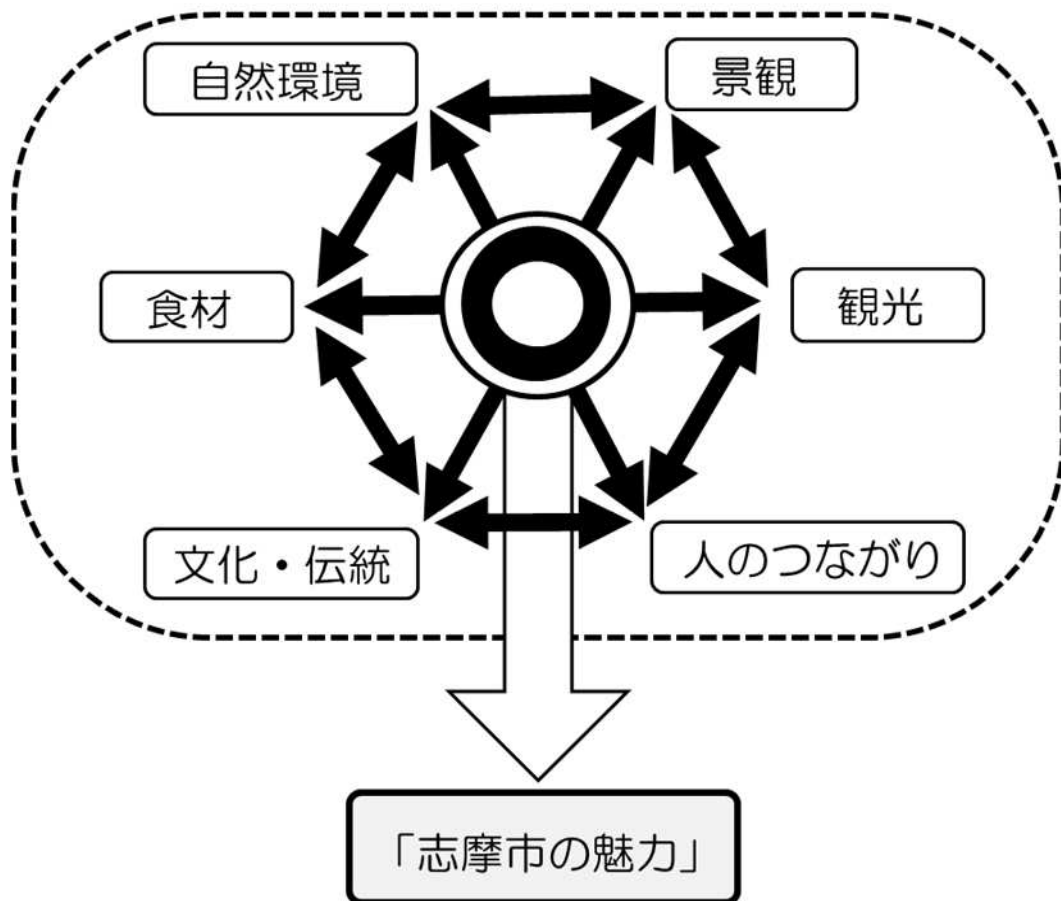 自然環境
景観
食材
観光
文化・伝統
人のつながり
「志摩市の魅力」